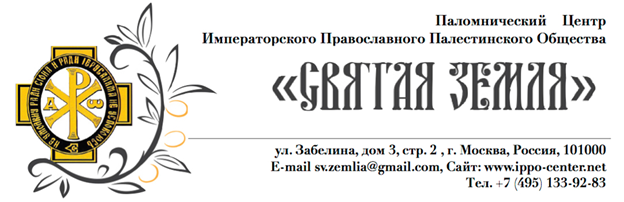 Паломнический Центр
Императорского Православного Палестинского Общества
«СВЯТАЯ ЗЕМЛЯ»
ул. Забелина, дом 3, стр. 2 , г. Москва, Россия, 101000
E-mail sv.zemlia@gmail.com, Сайт: www.ippo-center.net
Тел. +7 (495) 133-92-83